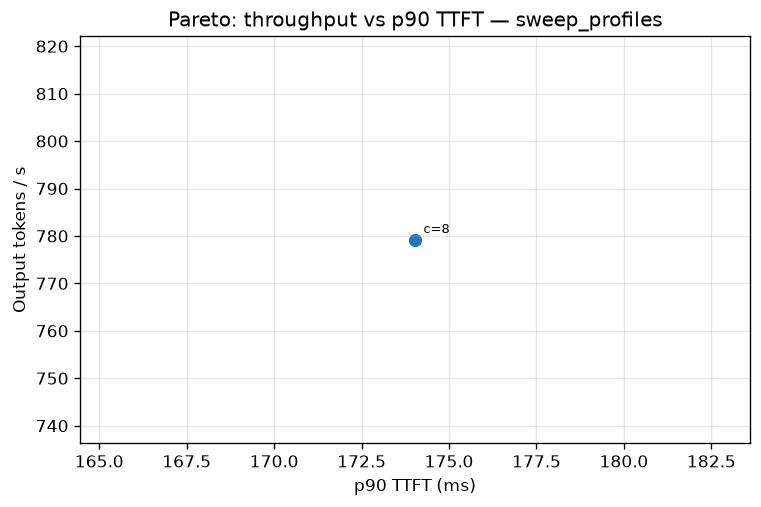 Pareto: throughput vs p90 TTFT — sweep_profiles
820
810
800
790
780
770
760
750
740
Output tokens / s
c=8
165.0 167.5 170.0 172.5 175.0 177.5 180.0 182.5
p90 TTFT (ms)